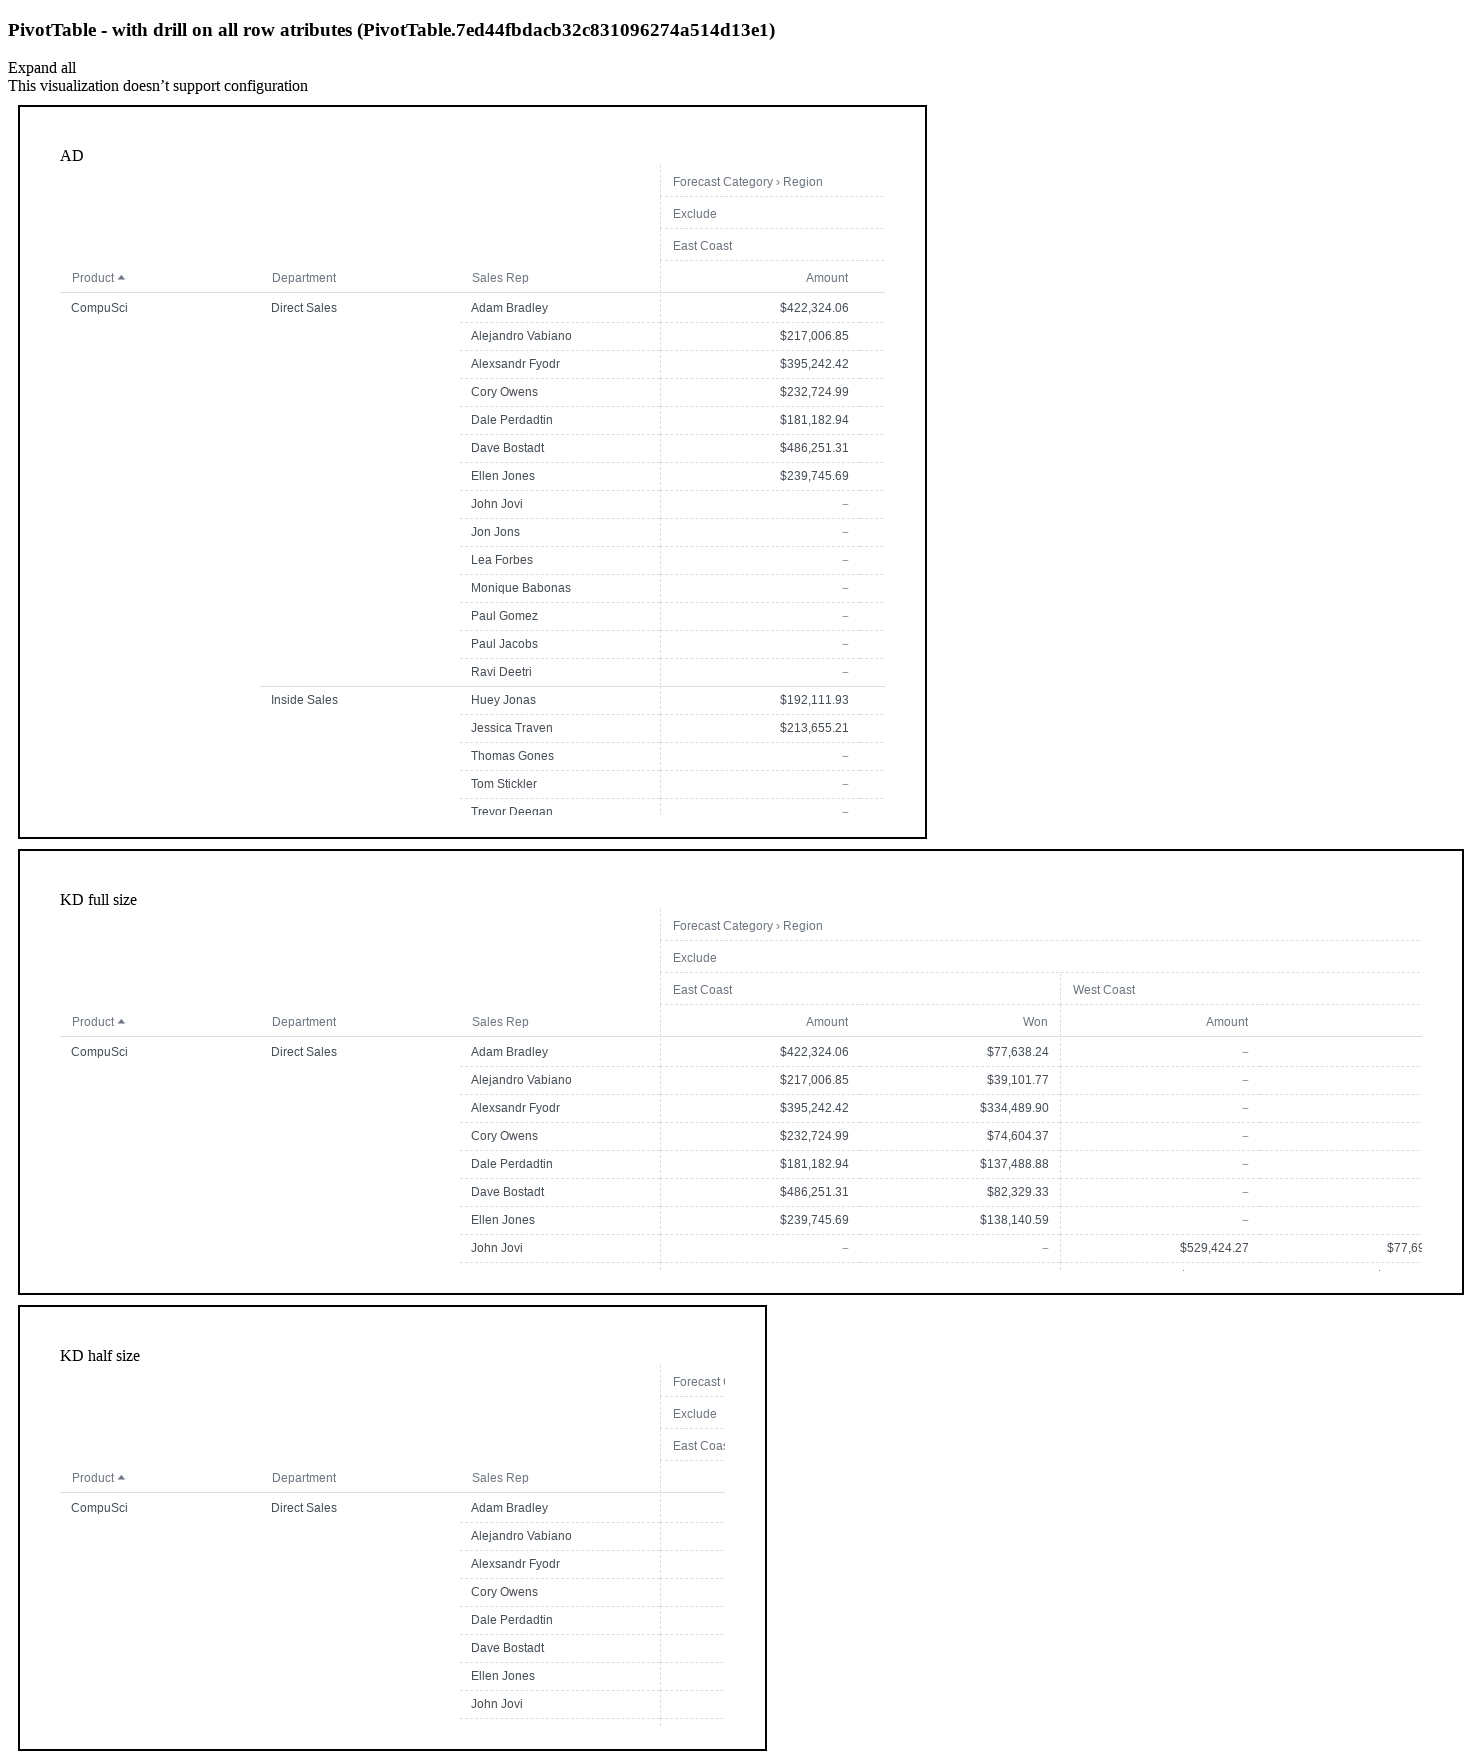 PivotTable - with drill on all row atributes (PivotTable.7ed44fbdacb32c831096274a514d13e1)
Expand all
This visualization doesn’t support configuration
AD
Forecast Category › Region
Exclude
East Coast
Product Department Sales Rep Amount
CompuSci Direct Sales Adam Bradley $422,324.06
Alejandro Vabiano $217,006.85
Alexsandr Fyodr $395,242.42
Cory Owens $232,724.99
Dale Perdadtin $181,182.94
Dave Bostadt $486,251.31
Ellen Jones $239,745.69
John Jovi –
Jon Jons –
Lea Forbes –
Monique Babonas –
Paul Gomez –
Paul Jacobs –
Ravi Deetri –
Inside Sales Huey Jonas $192,111.93
Jessica Traven $213,655.21
Thomas Gones –
Tom Stickler –
Trevor Deegan –
KD full size
Forecast Category › Region
Exclude
East Coast West Coast
Product Department Sales Rep Amount Won Amount
CompuSci Direct Sales Adam Bradley $422,324.06 $77,638.24 –
Alejandro Vabiano $217,006.85 $39,101.77 –
Alexsandr Fyodr $395,242.42 $334,489.90 –
Cory Owens $232,724.99 $74,604.37 –
Dale Perdadtin $181,182.94 $137,488.88 –
Dave Bostadt $486,251.31 $82,329.33 –
Ellen Jones $239,745.69 $138,140.59 –
John Jovi – – $529,424.27 $77,69
KD half size
Forecast
Exclude
East Coas
Product Department Sales Rep
CompuSci Direct Sales Adam Bradley
Alejandro Vabiano
Alexsandr Fyodr
Cory Owens
Dale Perdadtin
Dave Bostadt
Ellen Jones
John Jovi